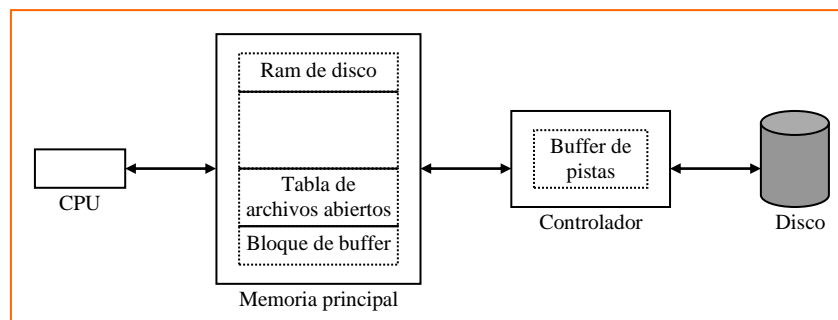 Ram de disco
Tabla de
archivos abiertos
Bloque de buffer
Memoria principal
CPU
Buffer de
pistas
Controlador
Disco